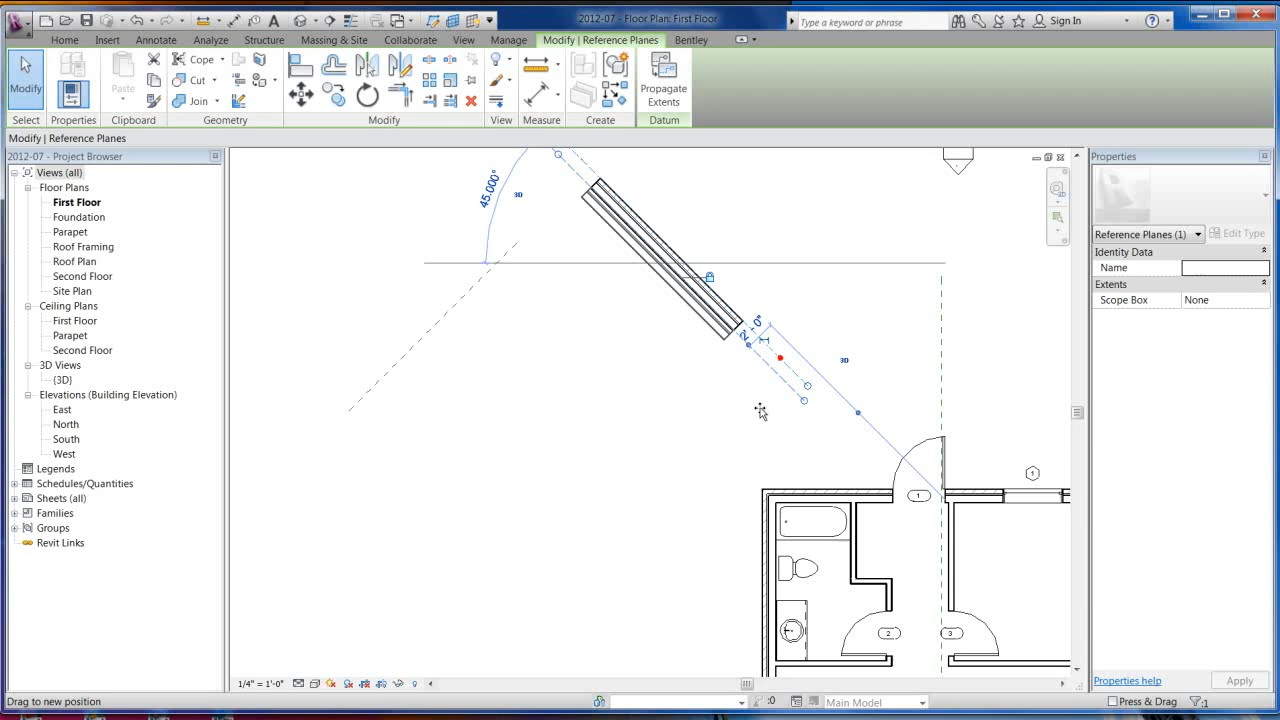 2012-07 - Floor Plan: First Floor
Type a keyword or phrase
Sign In
Home Insert Annotate Analyze Structure Massing & Site Collaborate View Manage Modify | Reference Planes Bentley
Modify
Paste
Cope
Cut
Join
Propagate
Extents
Select Properties Clipboard Geometry Modify View Measure Create Datum
Modify | Reference Planes
2012-07 - Project Browser
Views (all)
Floor Plans
First Floor
Foundation
Parapet
Roof Framing
Roof Plan
Second Floor
Site Plan
Ceiling Plans
First Floor
Parapet
Second Floor
3D Views
{3D}
Elevations (Building Elevation)
East
North
South
West
Legends
Schedules/Quantities
Sheets (all)
Families
Groups
Revit Links
45.000°
3D
2' - 0"
3D
1
1
2
3
Properties
Reference Planes (1)
Edit Type
Identity Data
Name
Extents
Scope Box None
Properties help
Apply
1/4" = 1'-0"
Drag to new position
:0
Main Model
Press & Drag
:1